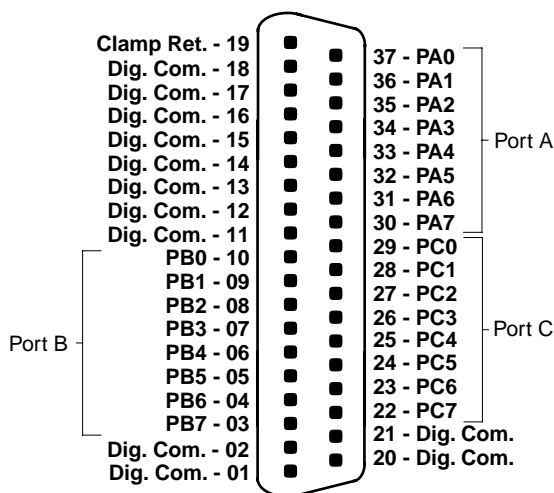 Clamp Ret. - 19
Dig. Com. - 18
Dig. Com. - 17
Dig. Com. - 16
Dig. Com. - 15
Dig. Com. - 14
Dig. Com. - 13
Dig. Com. - 12
Dig. Com. - 11
PB0 - 10
PB1 - 09
PB2 - 08
PB3 - 07
PB4 - 06
PB5 - 05
PB6 - 04
PB7 - 03
Dig. Com. - 02
Dig. Com. - 01
Port B
37 - PA0
36 - PA1
35 - PA2
34 - PA3
33 - PA4
32 - PA5
31 - PA6
30 - PA7
29 - PC0
28 - PC1
27 - PC2
26 - PC3
25 - PC4
24 - PC5
23 - PC6
22 - PC7
21 - Dig. Com.
20 - Dig. Com.
Port A
Port C